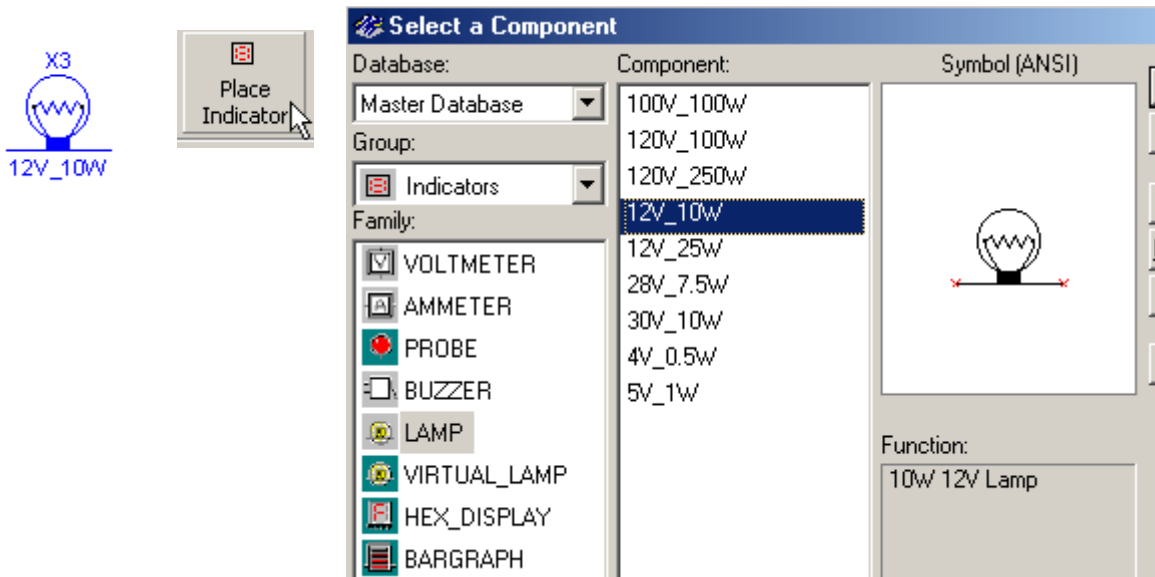 X3
12V_10W
Place
Indicator
Select a Component
Database:
Master Database
Group:
Indicators
Family:
VOLTMETER
AMMETER
PROBE
BUZZER
LAMP
VIRTUAL_LAMP
HEX_DISPLAY
BARGRAPH
Component:
100V_100W
120V_100W
120V_250W
12V_10W
12V_25W
28V_7.5W
30V_10W
4V_0.5W
5V_1W
Symbol (ANSI)
Function:
10W 12V Lamp